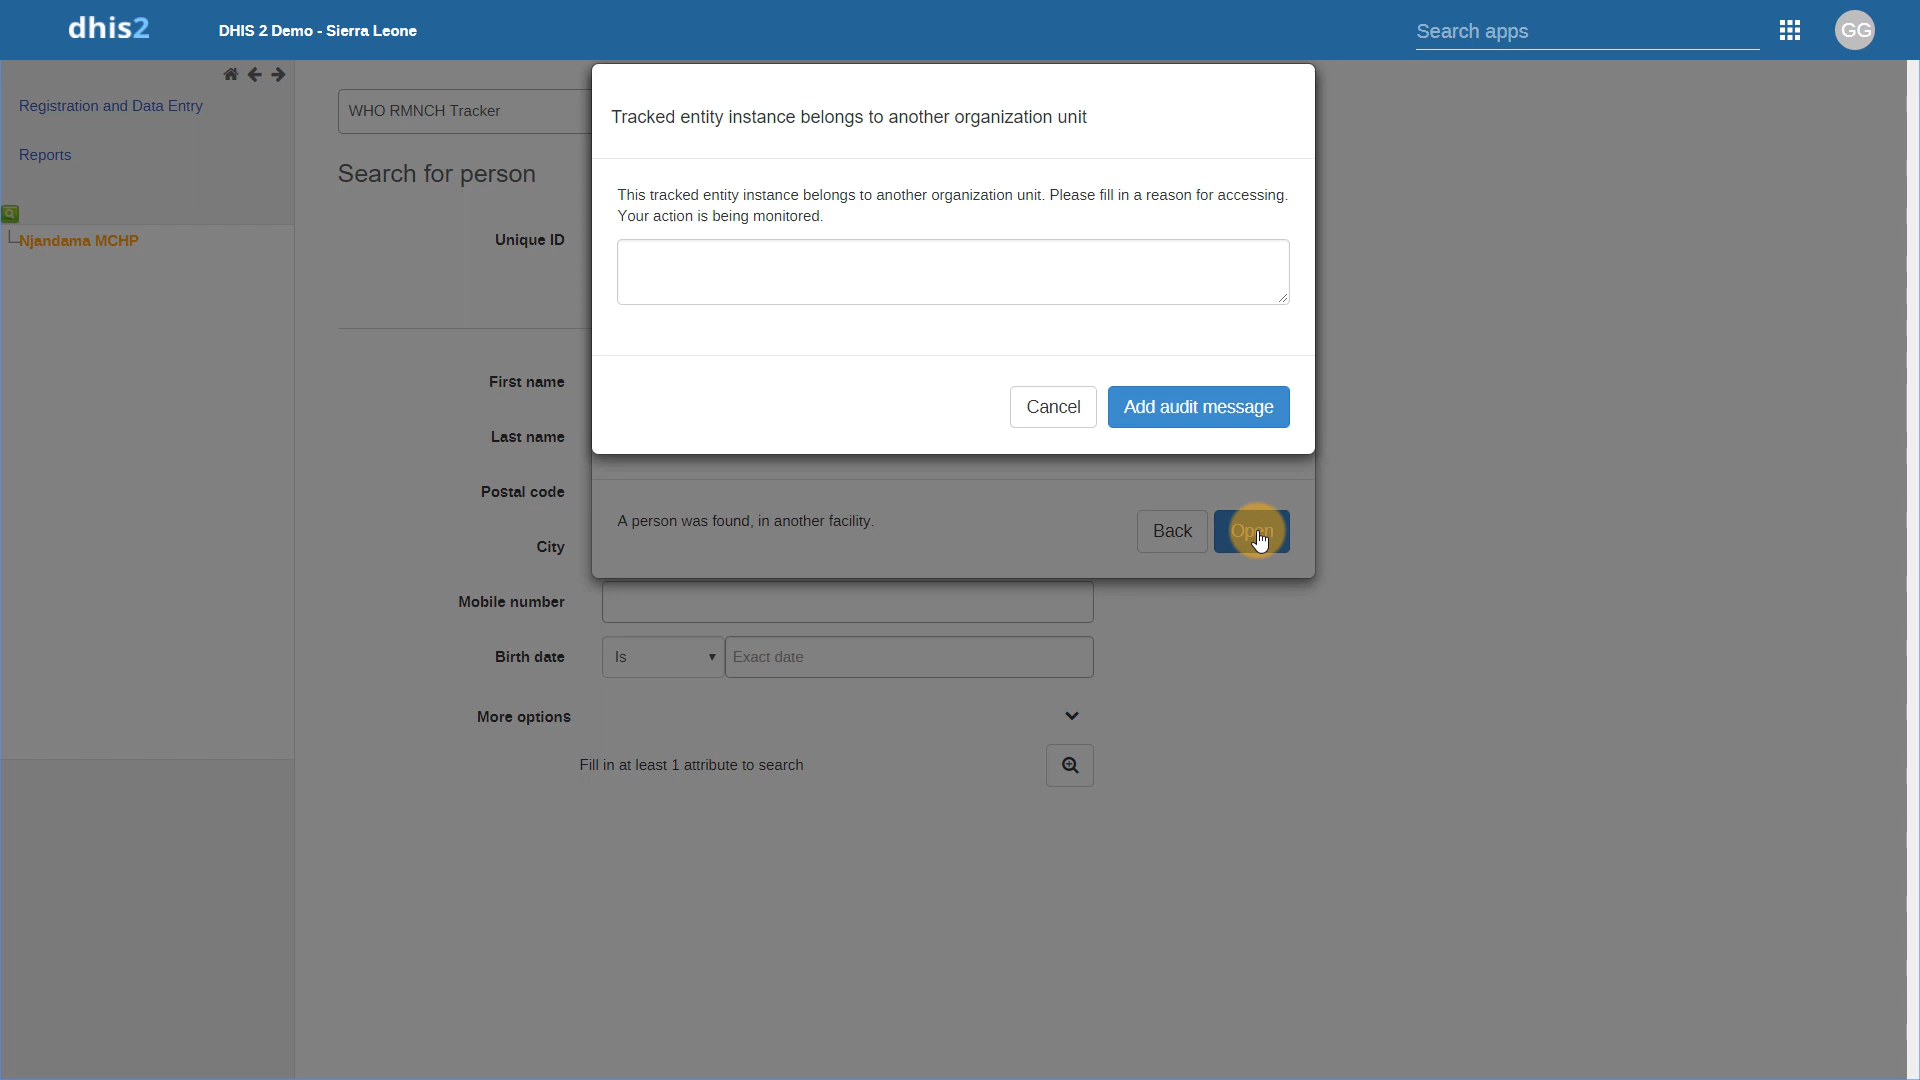 dhis2
DHIS 2 Demo - Sierra Leone
Search apps
GG
Registration and Data Entry
Reports
Njandama MCHP
WHO RMNCH Tracker
Search for person
Unique ID
First name
Last name
Postal code
City
Mobile number
Birth date
Is
Exact date
More options
Fill in at least 1 attribute to search
Tracked entity instance belongs to another organization unit
This tracked entity instance belongs to another organization unit. Please fill in a reason for accessing.
Your action is being monitored.
Cancel
Add audit message
A person was found, in another facility.
Back
Open